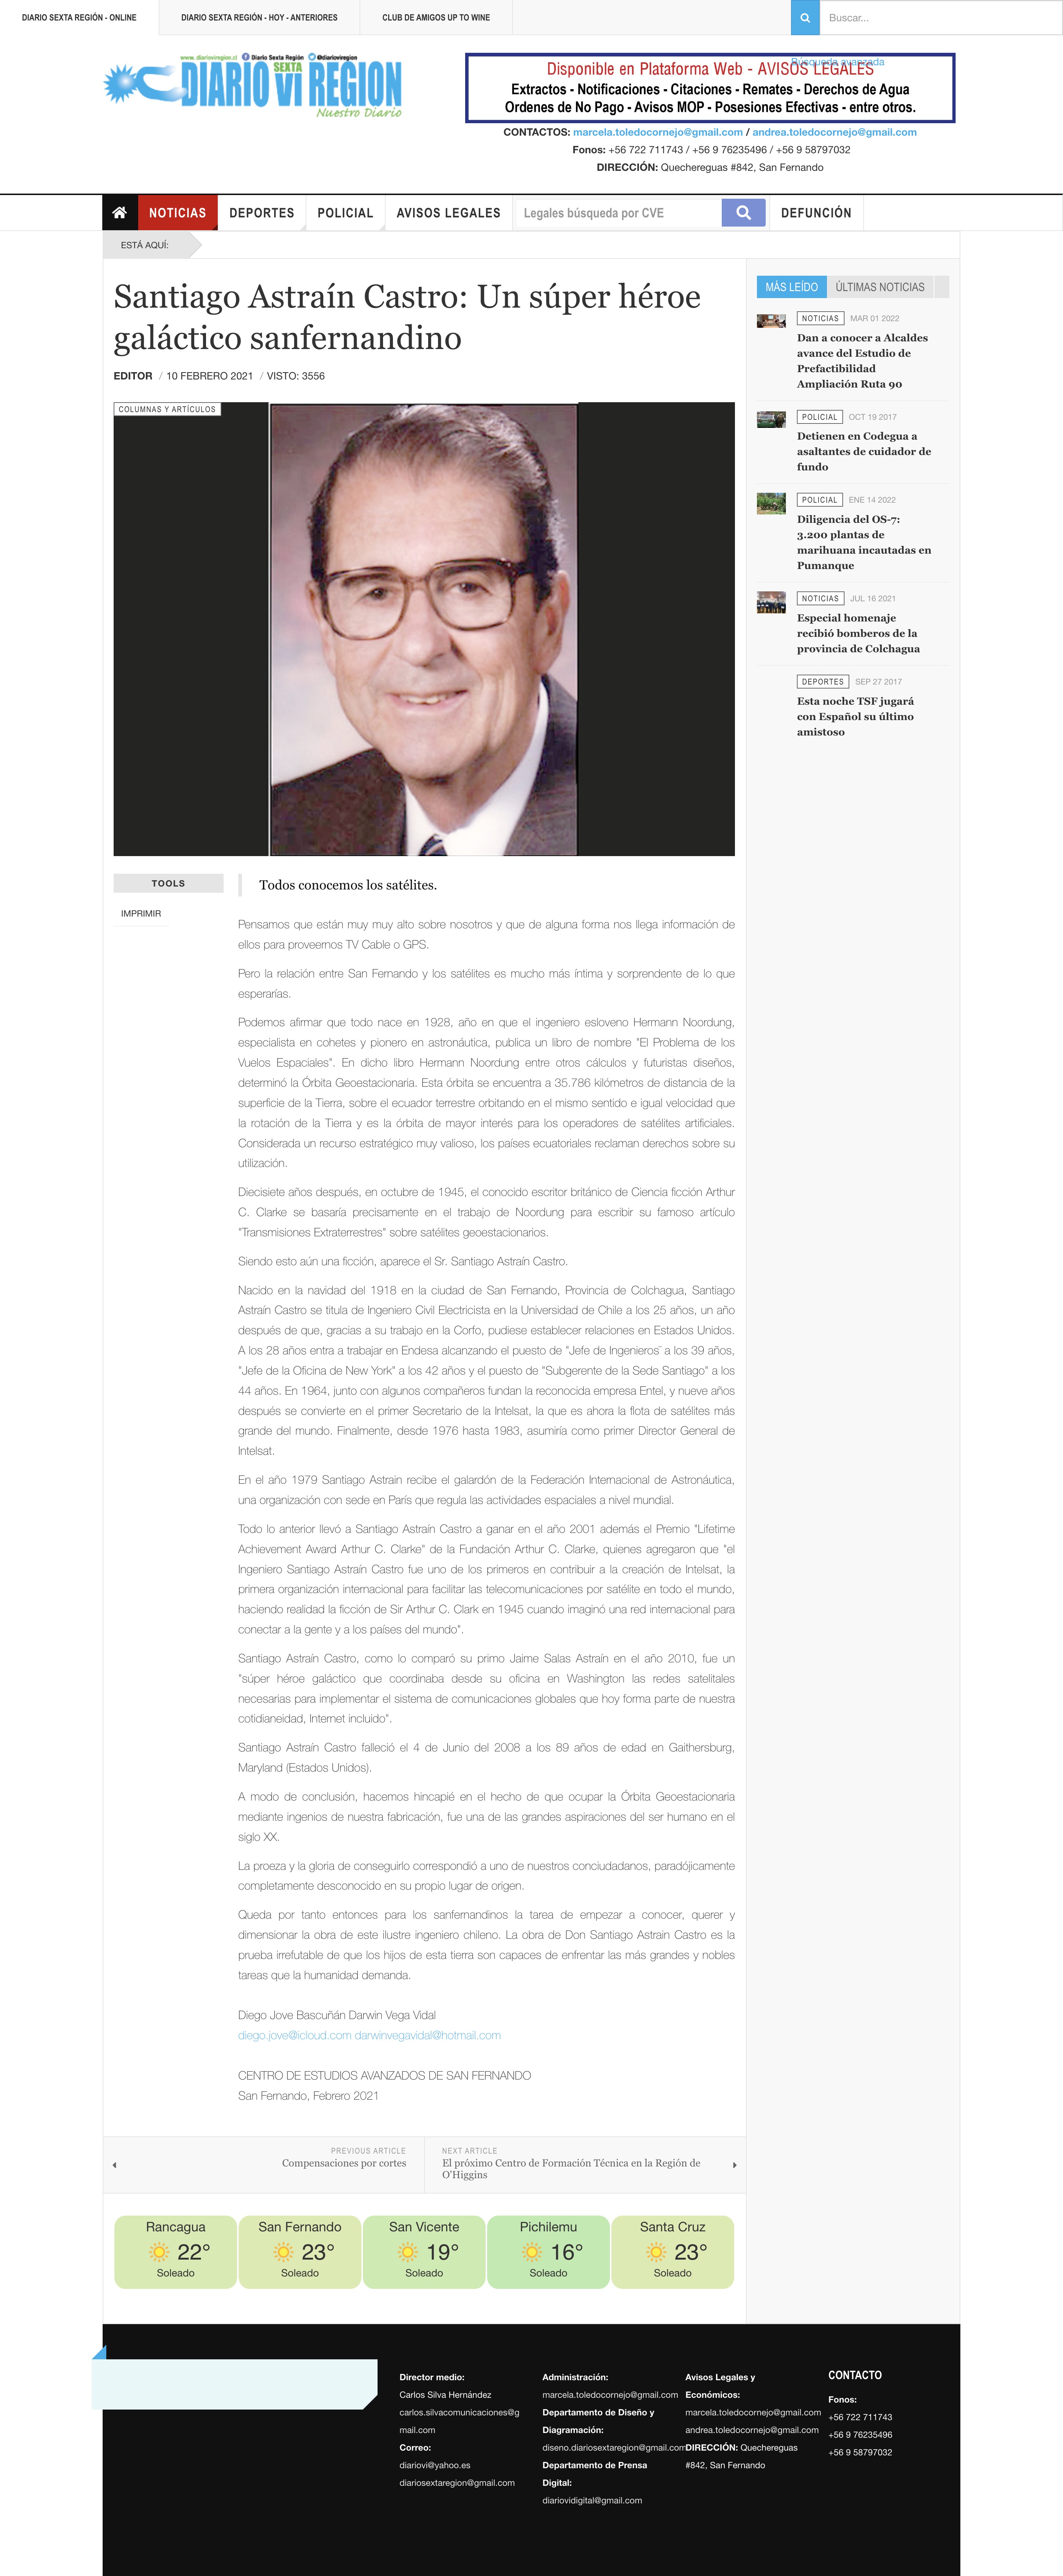 DIARIO SEXTA REGIÓN - ONLINE
DIARIO SEXTA REGIÓN - HOY - ANTERIORES
CLUB DE AMIGOS UP TO WINE
Buscar...
Búsqueda avanzada
www.diarioviregion.cl Diario Sexta Región @diarioviregion
DIARIO SEXTA VI REGION
Nuestro Diario
Disponible en Plataforma Web - AVISOS LEGALES
Extractos - Notificaciones - Citaciones - Remates - Derechos de Agua
Ordenes de No Pago - Avisos MOP - Posesiones Efectivas - entre otros.
CONTACTOS: marcela.toledocornejo@gmail.com / andrea.toledocornejo@gmail.com
Fonos: +56 722 711743 / +56 9 76235496 / +56 9 58797032
DIRECCIÓN: Quechereguas #842, San Fernando
NOTICIAS
DEPORTES
POLICIAL
AVISOS LEGALES
Legales búsqueda por CVE
DEFUNCIÓN
ESTÁ AQUÍ:
Santiago Astraín Castro: Un súper héroe
galáctico sanfernandino
EDITOR / 10 FEBRERO 2021 / VISTO: 3556
COLUMNAS Y ARTÍCULOS
TOOLS
IMPRIMIR
Todos conocemos los satélites.
Pensamos que están muy muy alto sobre nosotros y que de alguna forma nos llega información de
ellos para proveernos TV Cable o GPS.
Pero la relación entre San Fernando y los satélites es mucho más íntima y sorprendente de lo que
esperarías.
Podemos afirmar que todo nace en 1928, año en que el ingeniero esloveno Hermann Noordung,
especialista en cohetes y pionero en astronáutica, publica un libro de nombre "El Problema de los
Vuelos Espaciales". En dicho libro Hermann Noordung entre otros cálculos y futuristas diseños,
determinó la Órbita Geoestacionaria. Esta órbita se encuentra a 35.786 kilómetros de distancia de la
superficie de la Tierra, sobre el ecuador terrestre orbitando en el mismo sentido e igual velocidad que
la rotación de la Tierra y es la órbita de mayor interés para los operadores de satélites artificiales.
Considerada un recurso estratégico muy valioso, los países ecuatoriales reclaman derechos sobre su
utilización.
Diecisiete años después, en octubre de 1945, el conocido escritor británico de Ciencia ficción Arthur
C. Clarke se basaría precisamente en el trabajo de Noordung para escribir su famoso artículo
"Transmisiones Extraterrestres" sobre satélites geoestacionarios.
Siendo esto aún una ficción, aparece el Sr. Santiago Astraín Castro.
Nacido en la navidad del 1918 en la ciudad de San Fernando, Provincia de Colchagua, Santiago
Astraín Castro se titula de Ingeniero Civil Electricista en la Universidad de Chile a los 25 años, un año
después de que, gracias a su trabajo en la Corfo, pudiese establecer relaciones en Estados Unidos.
A los 28 años entra a trabajar en Endesa alcanzando el puesto de "Jefe de Ingenieros¨ a los 39 años,
"Jefe de la Oficina de New York" a los 42 años y el puesto de "Subgerente de la Sede Santiago" a los
44 años. En 1964, junto con algunos compañeros fundan la reconocida empresa Entel, y nueve años
después se convierte en el primer Secretario de la Intelsat, la que es ahora la flota de satélites más
grande del mundo. Finalmente, desde 1976 hasta 1983, asumiría como primer Director General de
Intelsat.
En el año 1979 Santiago Astrain recibe el galardón de la Federación Internacional de Astronáutica,
una organización con sede en París que regula las actividades espaciales a nivel mundial.
Todo lo anterior llevó a Santiago Astraín Castro a ganar en el año 2001 además el Premio "Lifetime
Achievement Award Arthur C. Clarke" de la Fundación Arthur C. Clarke, quienes agregaron que "el
Ingeniero Santiago Astraín Castro fue uno de los primeros en contribuir a la creación de Intelsat, la
primera organización internacional para facilitar las telecomunicaciones por satélite en todo el mundo,
haciendo realidad la ficción de Sir Arthur C. Clark en 1945 cuando imaginó una red internacional para
conectar a la gente y a los países del mundo".
Santiago Astraín Castro, como lo comparó su primo Jaime Salas Astraín en el año 2010, fue un
"súper héroe galáctico que coordinaba desde su oficina en Washington las redes satelitales
necesarias para implementar el sistema de comunicaciones globales que hoy forma parte de nuestra
cotidianeidad, Internet incluido".
Santiago Astraín Castro falleció el 4 de Junio del 2008 a los 89 años de edad en Gaithersburg,
Maryland (Estados Unidos).
A modo de conclusión, hacemos hincapié en el hecho de que ocupar la Órbita Geoestacionaria
mediante ingenios de nuestra fabricación, fue una de las grandes aspiraciones del ser humano en el
siglo XX.
La proeza y la gloria de conseguirlo correspondió a uno de nuestros conciudadanos, paradójicamente
completamente desconocido en su propio lugar de origen.
Queda por tanto entonces para los sanfernandinos la tarea de empezar a conocer, querer y
dimensionar la obra de este ilustre ingeniero chileno. La obra de Don Santiago Astrain Castro es la
prueba irrefutable de que los hijos de esta tierra son capaces de enfrentar las más grandes y nobles
tareas que la humanidad demanda.
Diego Jove Bascuñán Darwin Vega Vidal
diego.jove@icloud.com darwinvegavidal@hotmail.com
CENTRO DE ESTUDIOS AVANZADOS DE SAN FERNANDO
San Fernando, Febrero 2021
PREVIOUS ARTICLE
Compensaciones por cortes
NEXT ARTICLE
El próximo Centro de Formación Técnica en la Región de
O'Higgins
Rancagua
22°
Soleado
San Fernando
23°
Soleado
San Vicente
19°
Soleado
Pichilemu
16°
Soleado
Santa Cruz
23°
Soleado
MÁS LEÍDO
ÚLTIMAS NOTICIAS
NOTICIAS MAR 01 2022
Dan a conocer a Alcaldes
avance del Estudio de
Prefactibilidad
Ampliación Ruta 90
POLICIAL OCT 19 2017
Detienen en Codegua a
asaltantes de cuidador de
fundo
POLICIAL ENE 14 2022
Diligencia del OS-7:
3.200 plantas de
marihuana incautadas en
Pumanque
NOTICIAS JUL 16 2021
Especial homenaje
recibió bomberos de la
provincia de Colchagua
DEPORTES SEP 27 2017
Esta noche TSF jugará
con Español su último
amistoso
Director medio:
Carlos Silva Hernández
carlos.silvacomunicaciones@g
mail.com
Correo:
diariovi@yahoo.es
diariosextaregion@gmail.com
Administración:
marcela.toledocornejo@gmail.com
Departamento de Diseño y
Diagramación:
diseno.diariosextaregion@gmail.com
Departamento de Prensa
Digital:
diariovidigital@gmail.com
Avisos Legales y
Económicos:
marcela.toledocornejo@gmail.com
andrea.toledocornejo@gmail.com
DIRECCIÓN: Quechereguas
#842, San Fernando
CONTACTO
Fonos:
+56 722 711743
+56 9 76235496
+56 9 58797032